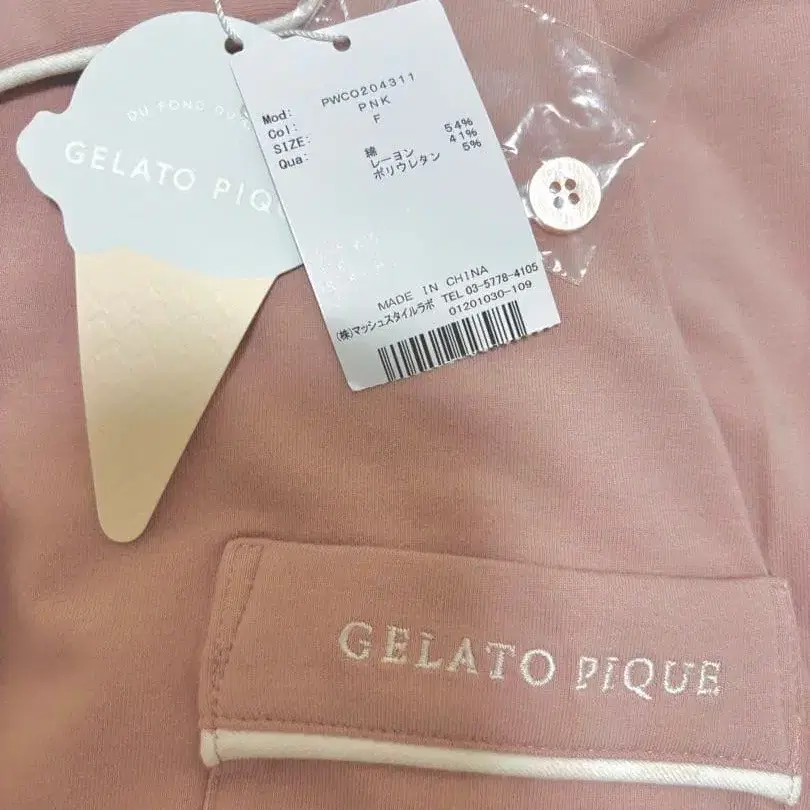 DU FOND DU
GELATO PIQU
Mod: PWCO204311
Col: PNK
SIZE: F
Qua: 綿 54%
レーヨン 41%
ポリウレタン 5%
MADE IN CHINA
(株)マッシュスタイルラボ TEL 03-5778-4105
01201030-109
GELATO PIQUE